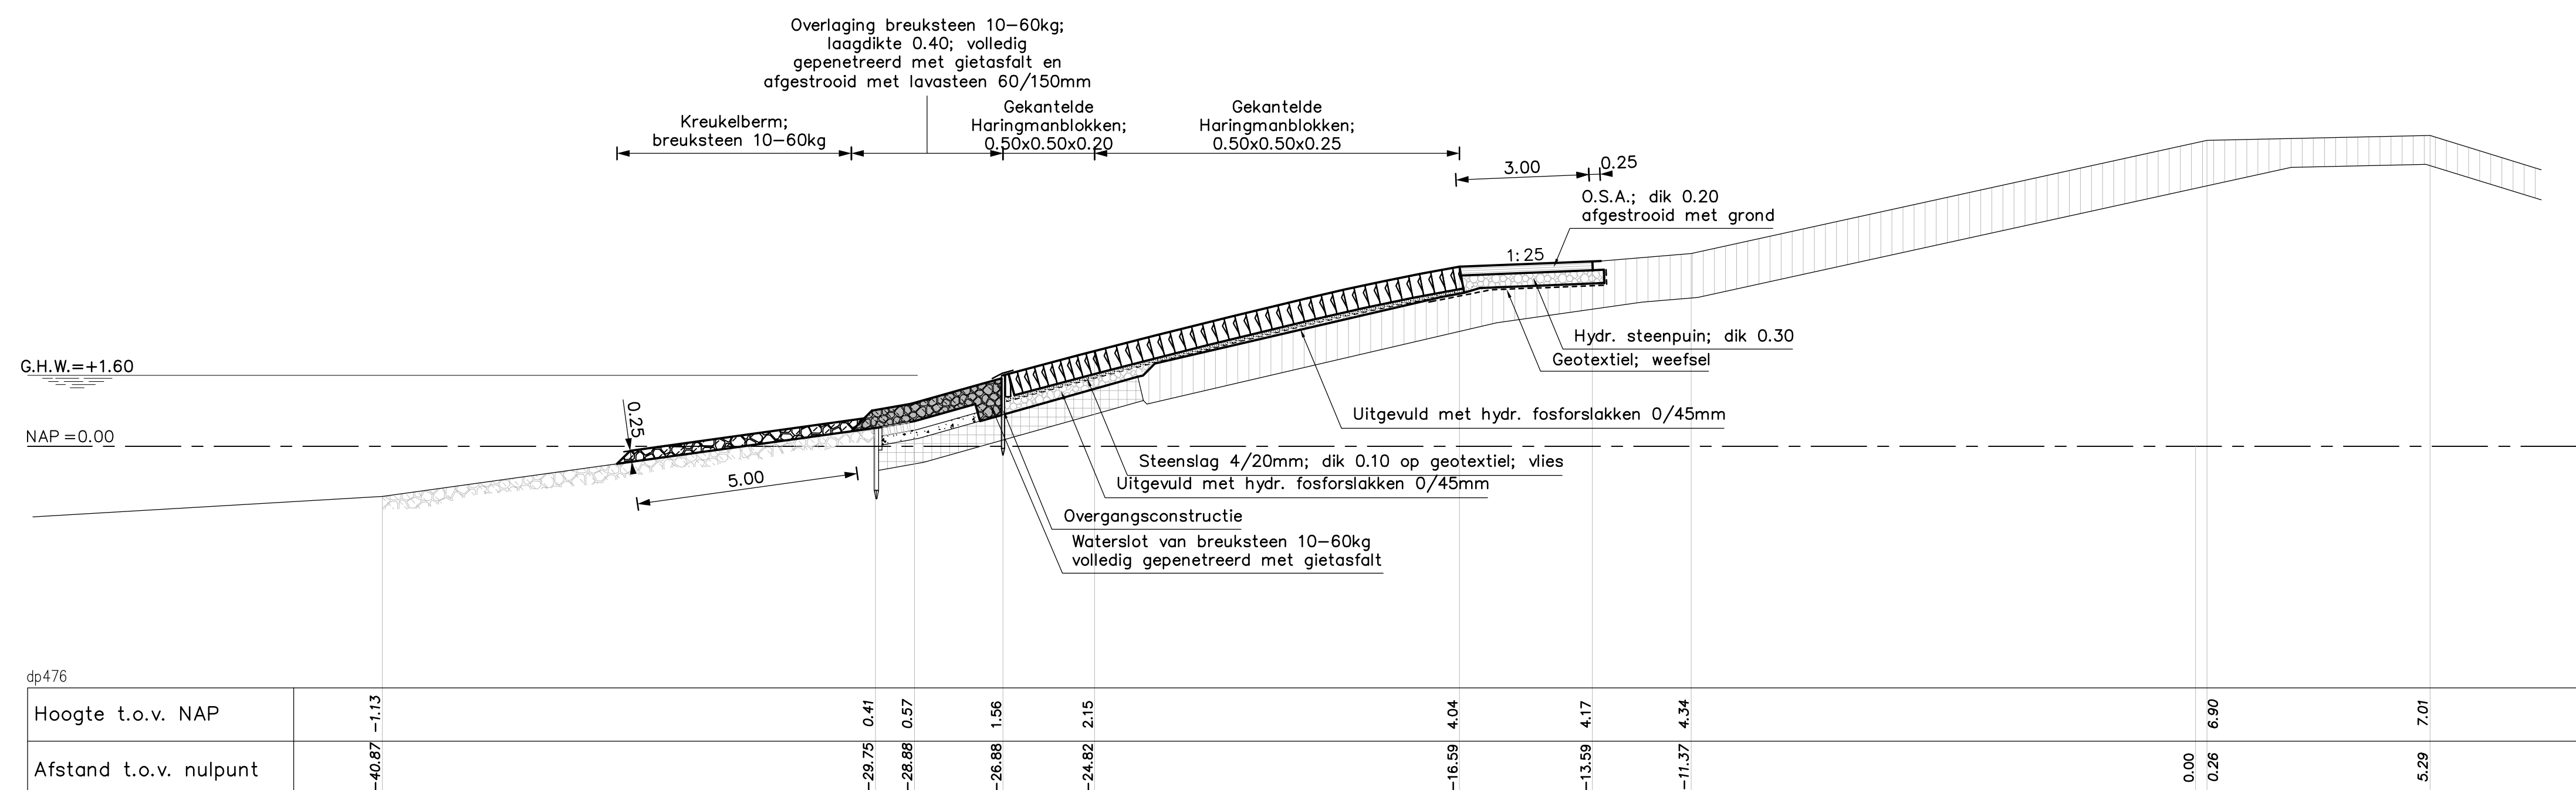 Overlaging breuksteen 10-60kg;
laagdikte 0.40; volledig
gepenetreerd met gietasfalt en
afgestrooid met lavasteen 60/150mm
Kreukelberm;
breuksteen 10-60kg
Gekantelde
Haringmanblokken;
0.50x0.50x0.20
Gekantelde
Haringmanblokken;
0.50x0.50x0.25
3.00
0.25
O.S.A.; dik 0.20
afgestrooid met grond
1:25
Hydr. steenpuin; dik 0.30
Geotextiel; weefsel
G.H.W.=+1.60
0.25
Uitgevuld met hydr. fosforslakken 0/45mm
NAP =0.00
5.00
Steenslag 4/20mm; dik 0.10 op geotextiel; vlies
Uitgevuld met hydr. fosforslakken 0/45mm
Overgangsconstructie
Waterslot van breuksteen 10-60kg
volledig gepenetreerd met gietasfalt
dp476
Hoogte t.o.v. NAP -1.13 0.41 0.57 1.56 2.15 4.04 4.17 4.34 6.90 7.01
Afstand t.o.v. nulpunt -40.87 -29.75 -28.88 -26.88 -24.82 -16.59 -13.59 -11.37 0.00 0.26 5.29